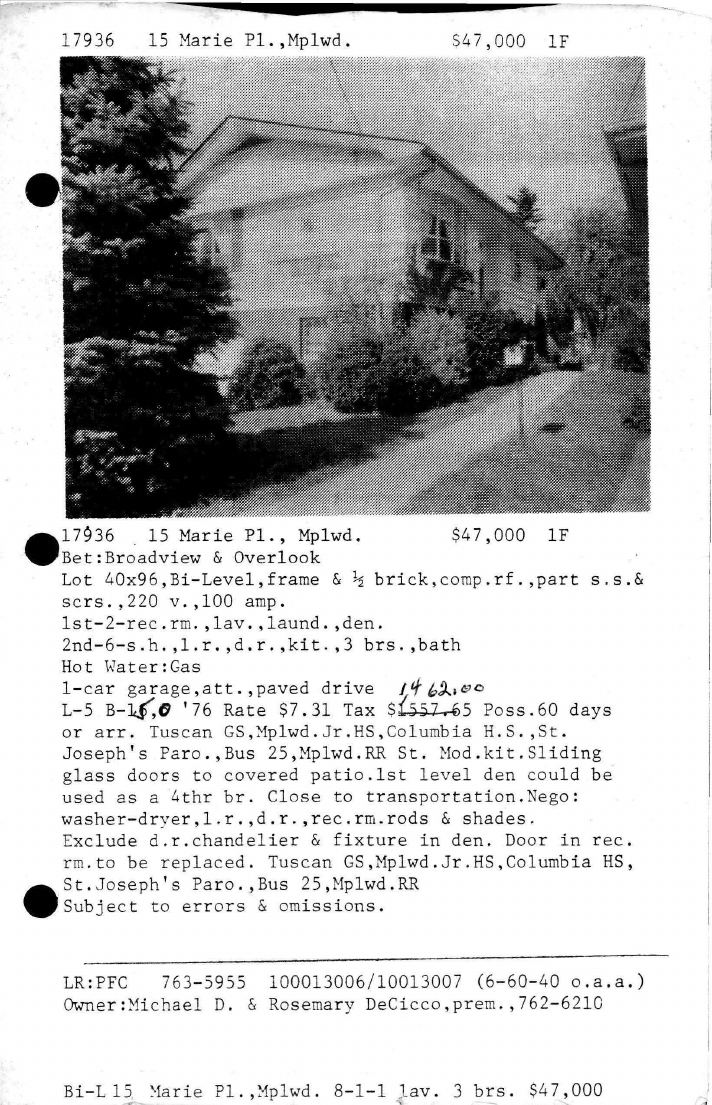 17936 15 Marie Pl.,Mplwd. $47,000 1F
17936 15 Marie Pl., Mplwd. $47,000 1F
Bet:Broadview & Overlook
Lot 40x96,Bi-Level,frame & ½ brick,comp.rf.,part s.s.&
scrs.,220 v.,100 amp.
1st-2-rec.rm.,lav.,laund.,den.
2nd-6-s.h.,l.r.,d.r.,kit.,3 brs.,bath
Hot Water:Gas
1-car garage,att.,paved drive 1,462.00
L-5 B-15,0 '76 Rate $7.31 Tax $1557.65 Poss.60 days
or arr. Tuscan GS,Mplwd.Jr.HS,Columbia H.S.,St.
Joseph's Paro.,Bus 25,Mplwd.RR St. Mod.kit.Sliding
glass doors to covered patio.1st level den could be
used as a 4thr br. Close to transportation.Nego:
washer-dryer,l.r.,d.r.,rec.rm.rods & shades.
Exclude d.r.chandelier & fixture in den. Door in rec.
rm.to be replaced. Tuscan GS,Mplwd.Jr.HS,Columbia HS,
St.Joseph's Paro.,Bus 25,Mplwd.RR
Subject to errors & omissions.
LR:PFC 763-5955 100013006/10013007 (6-60-40 o.a.a.)
Owner:Michael D. & Rosemary DeCicco,prem.,762-6210
Bi-L 15 Marie Pl.,Mplwd. 8-1-1 lav. 3 brs. $47,000